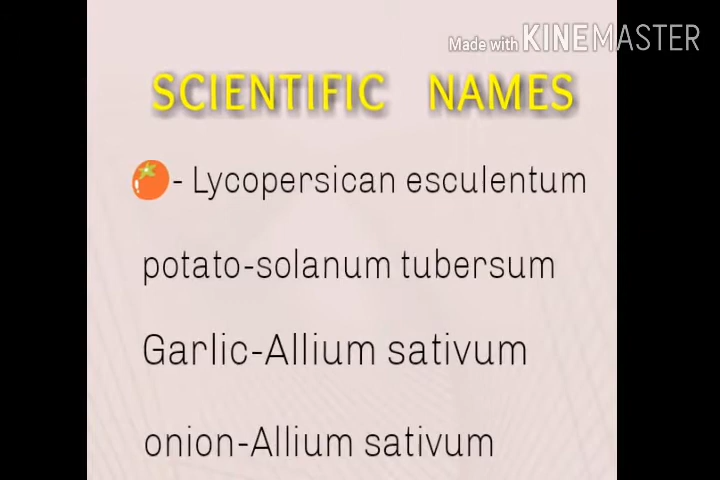 Made with KINEMASTER
SCIENTIFIC NAMES
- Lycopersican esculentum
potato-solanum tubersum
Garlic-Allium sativum
onion-Allium sativum